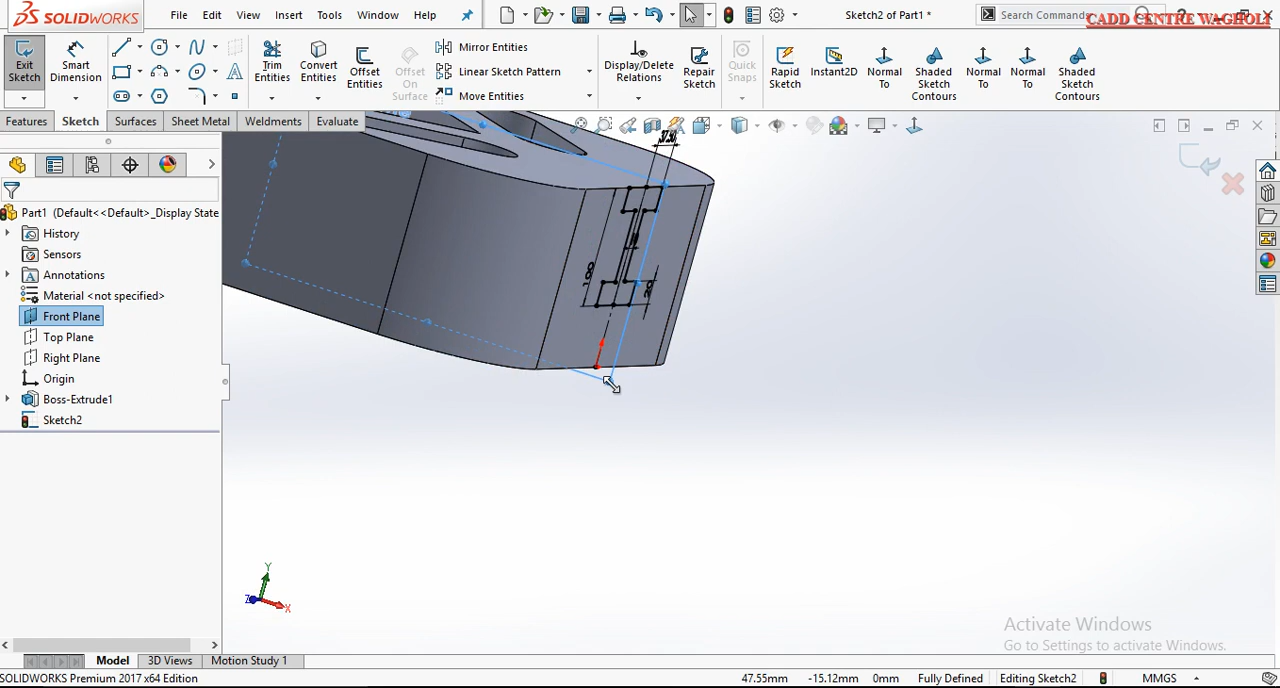 SOLIDWORKS
File Edit View Insert Tools Window Help
Sketch2 of Part1 *
Search Commands
CADD CENTRE WAGHOLI
Exit Sketch
Smart Dimension
Trim Entities
Convert Entities
Offset Entities
Offset On Surface
Mirror Entities
Linear Sketch Pattern
Move Entities
Display/Delete Relations
Repair Sketch
Quick Snaps
Rapid Sketch
Instant2D
Normal To
Shaded Sketch Contours
Normal To
Normal To
Shaded Sketch Contours
Features Sketch Surfaces Sheet Metal Weldments Evaluate
Part1 (Default<<Default>_Display State
History
Sensors
Annotations
Material <not specified>
Front Plane
Top Plane
Right Plane
Origin
Boss-Extrude1
Sketch2
100
20
Y
Z
X
Activate Windows
Go to Settings to activate Windows.
Model 3D Views Motion Study 1
SOLIDWORKS Premium 2017 x64 Edition
47.55mm -15.12mm 0mm Fully Defined Editing Sketch2 MMGS